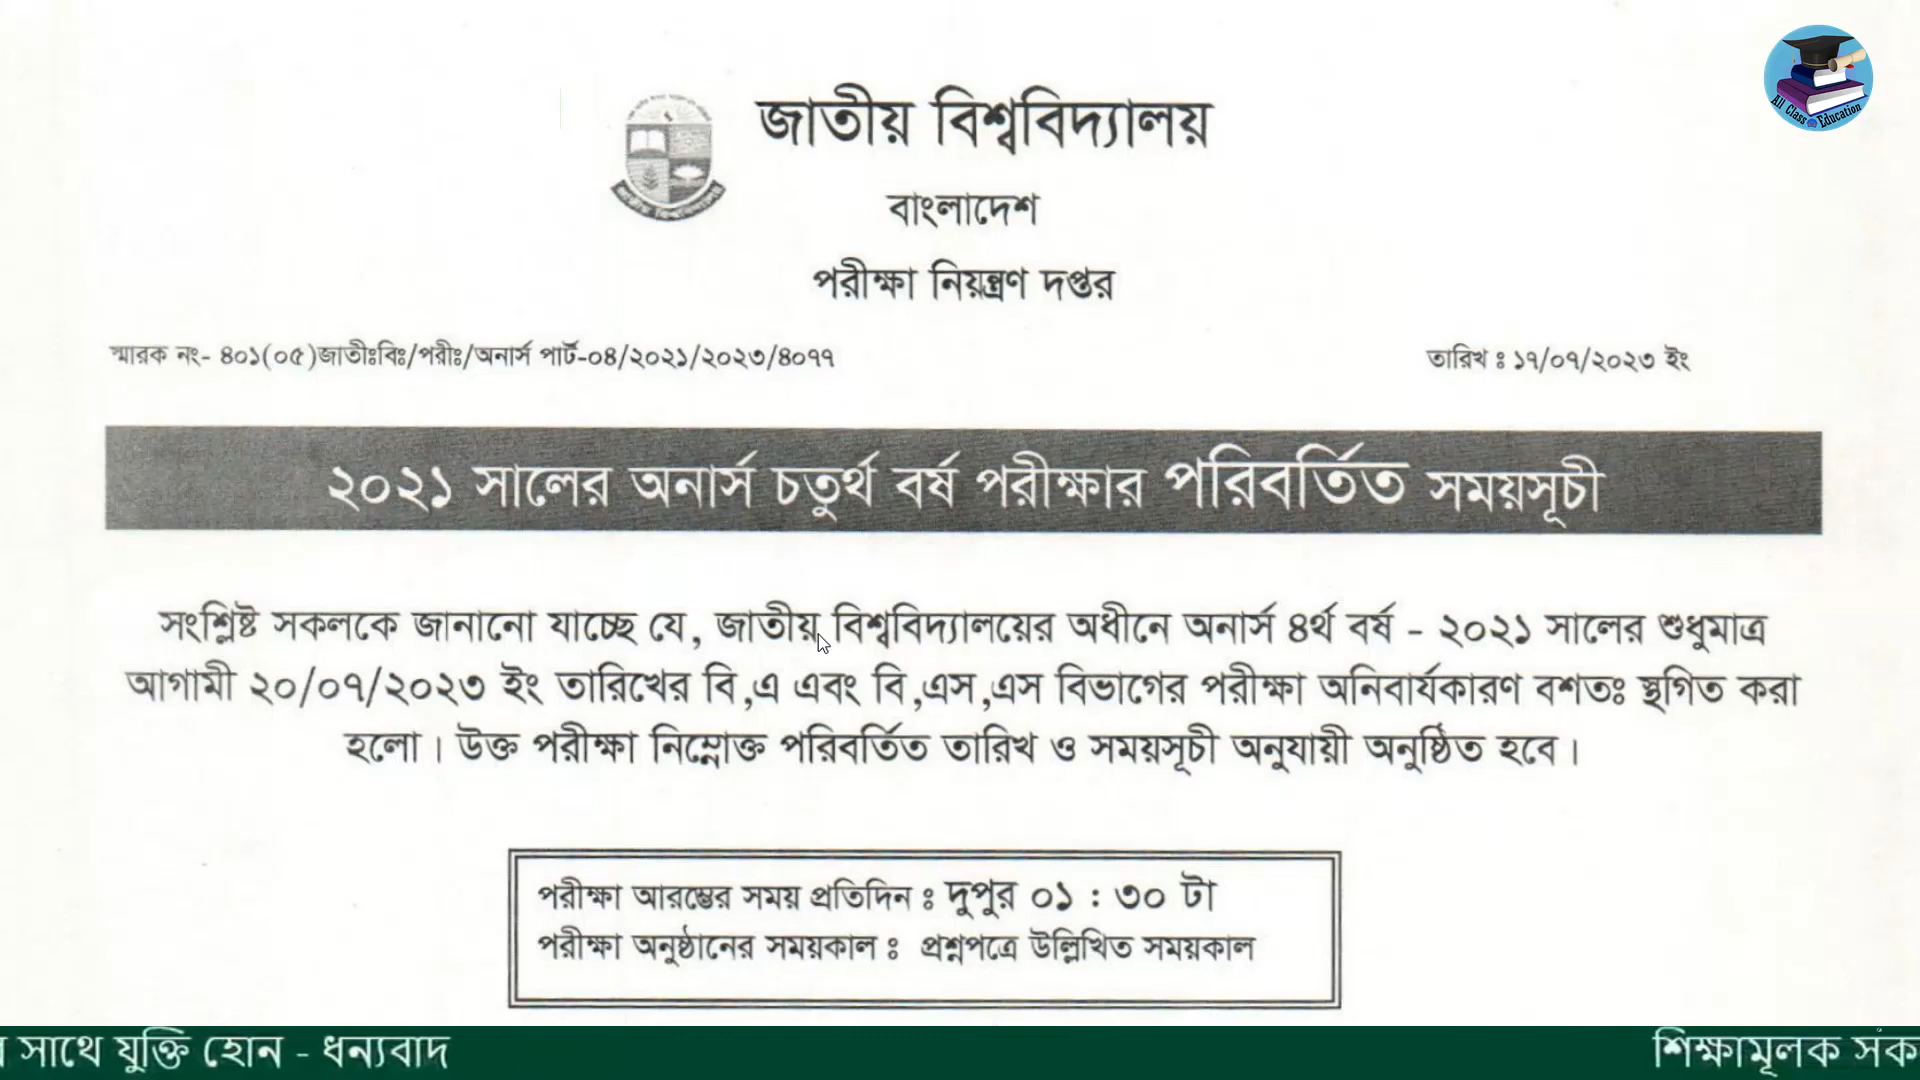 All Class Education
জাতীয় বিশ্ববিদ্যালয়
বাংলাদেশ
পরীক্ষা নিয়ন্ত্রণ দপ্তর
স্মারক নং- ৪০১(০৫)জাতীঃবিঃ/পরীঃ/অনার্স পার্ট-০৪/২০২১/২০২৩/৪০৭৭
তারিখ ঃ ১৭/০৭/২০২৩ ইং
২০২১ সালের অনার্স চতুর্থ বর্ষ পরীক্ষার পরিবর্তিত সময়সূচী
সংশ্লিষ্ট সকলকে জানানো যাচ্ছে যে, জাতীয় বিশ্ববিদ্যালয়ের অধীনে অনার্স ৪র্থ বর্ষ - ২০২১ সালের শুধুমাত্র
আগামী ২০/০৭/২০২৩ ইং তারিখের বি,এ এবং বি,এস,এস বিভাগের পরীক্ষা অনিবার্যকারণ বশতঃ স্থগিত করা
হলো। উক্ত পরীক্ষা নিম্নোক্ত পরিবর্তিত তারিখ ও সময়সূচী অনুযায়ী অনুষ্ঠিত হবে।
পরীক্ষা আরম্ভের সময় প্রতিদিন ঃ দুপুর ০১ : ৩০ টা
পরীক্ষা অনুষ্ঠানের সময়কাল ঃ প্রশ্নপত্রে উল্লিখিত সময়কাল
সাথে যুক্তি হোন - ধন্যবাদ
শিক্ষামূলক সক